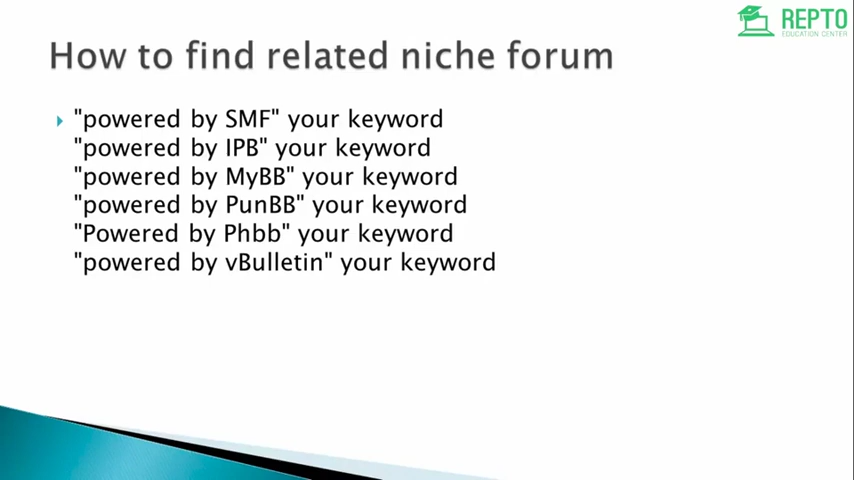 REPTO
EDUCATION CENTER
How to find related niche forum
"powered by SMF" your keyword
"powered by IPB" your keyword
"powered by MyBB" your keyword
"powered by PunBB" your keyword
"Powered by Phbb" your keyword
"powered by vBulletin" your keyword